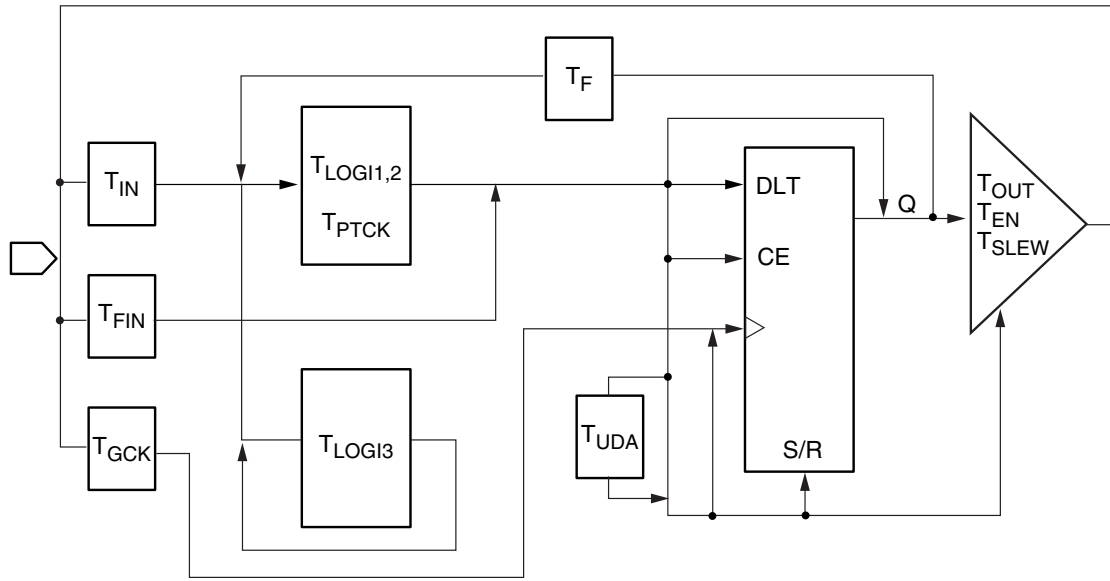 T_F
T_IN
T_LOGI1,2
T_PTCK
DLT
Q
T_OUT
T_EN
T_SLEW
CE
T_FIN
T_GCK
T_LOGI3
T_UDA
S/R